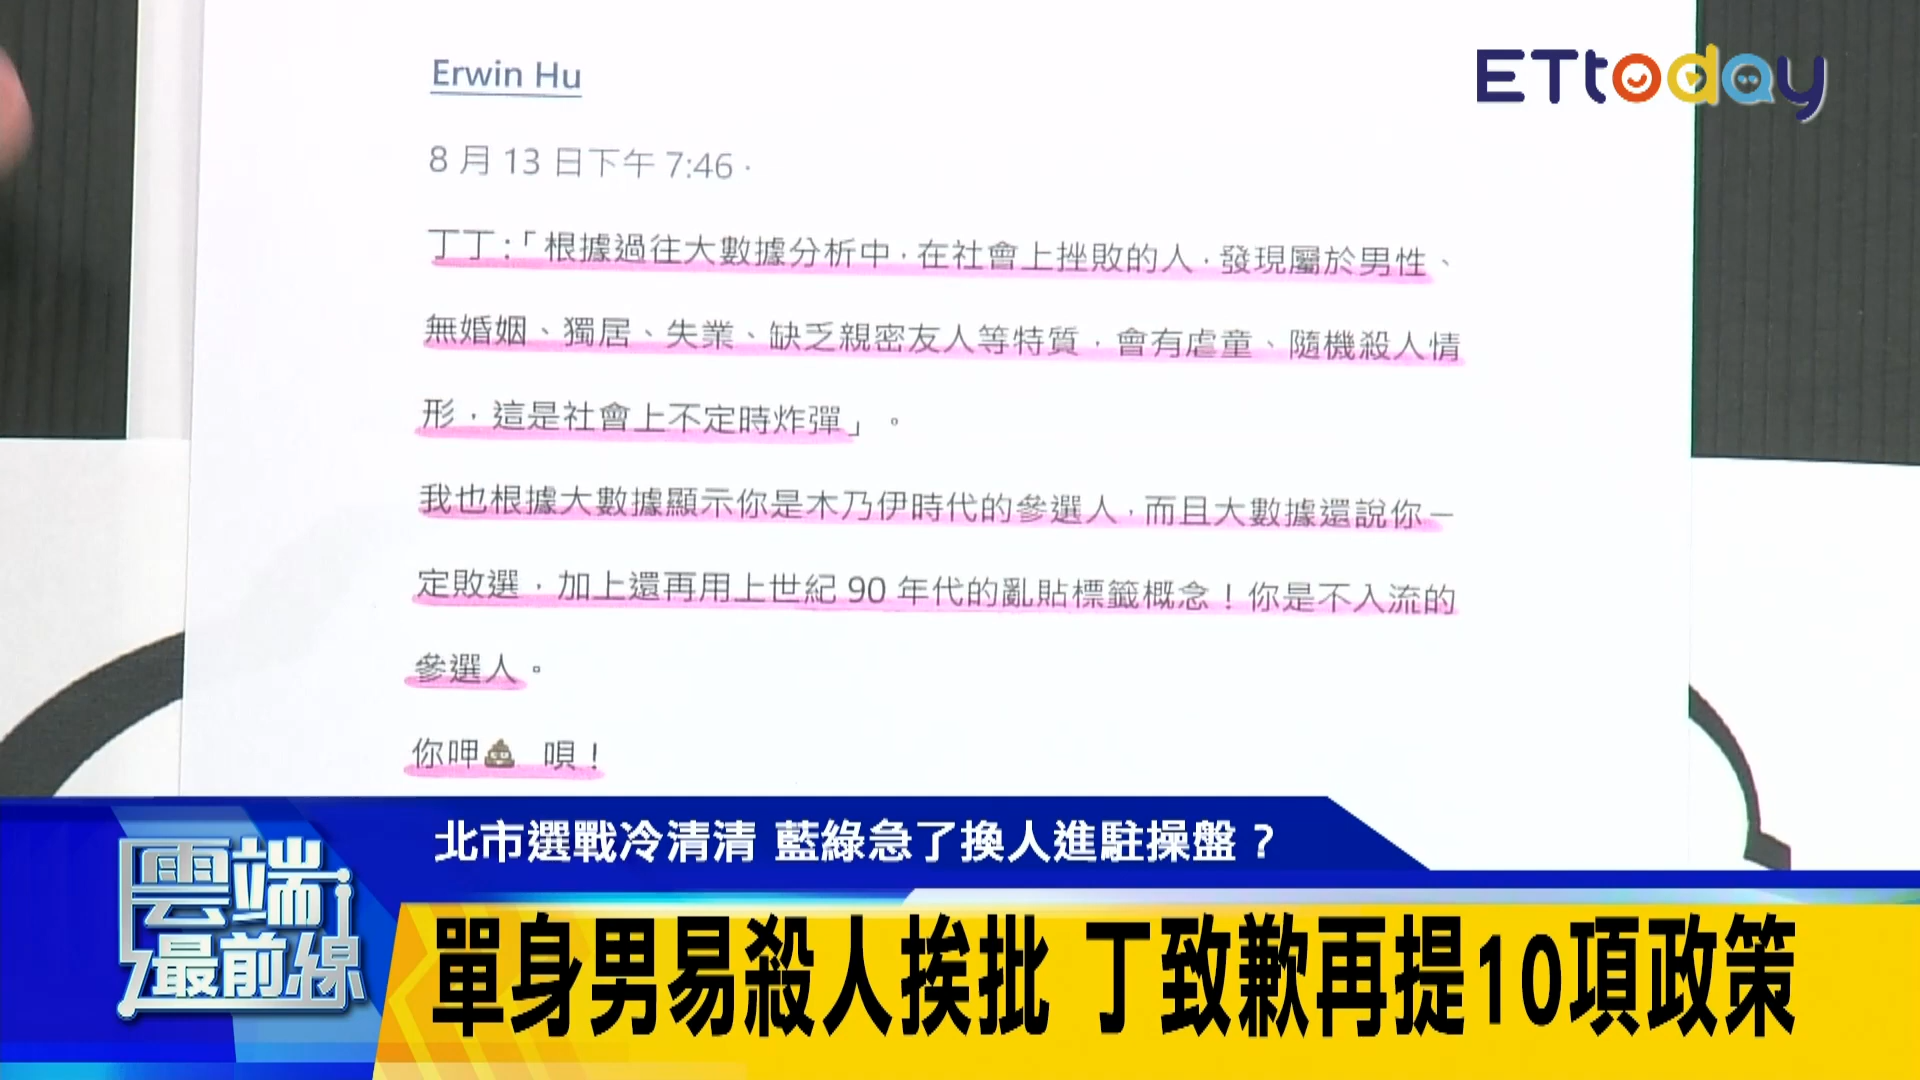 Erwin Hu
ETtoday
8 月 13 日下午 7:46 ·
丁丁:「根據過往大數據分析中,在社會上挫敗的人,發現屬於男性、
無婚姻、獨居、失業、缺乏親密友人等特質,會有虐童、隨機殺人情
形,這是社會上不定時炸彈」。
我也根據大數據顯示你是木乃伊時代的參選人,而且大數據還說你一
定敗選,加上還再用上世紀 90 年代的亂貼標籤概念!你是不入流的
參選人。
你呷💩 唄!
北市選戰冷清清 藍綠急了換人進駐操盤?
雲端最前線
單身男易殺人挨批 丁致歉再提10項政策